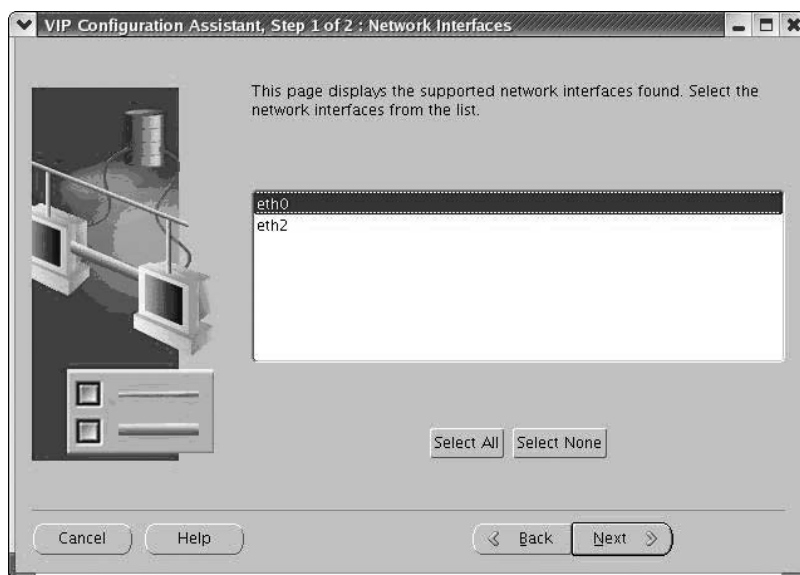 VIP Configuration Assistant, Step 1 of 2 : Network Interfaces
This page displays the supported network interfaces found. Select the
network interfaces from the list.
eth0
eth2
Select All Select None
Cancel Help Back Next